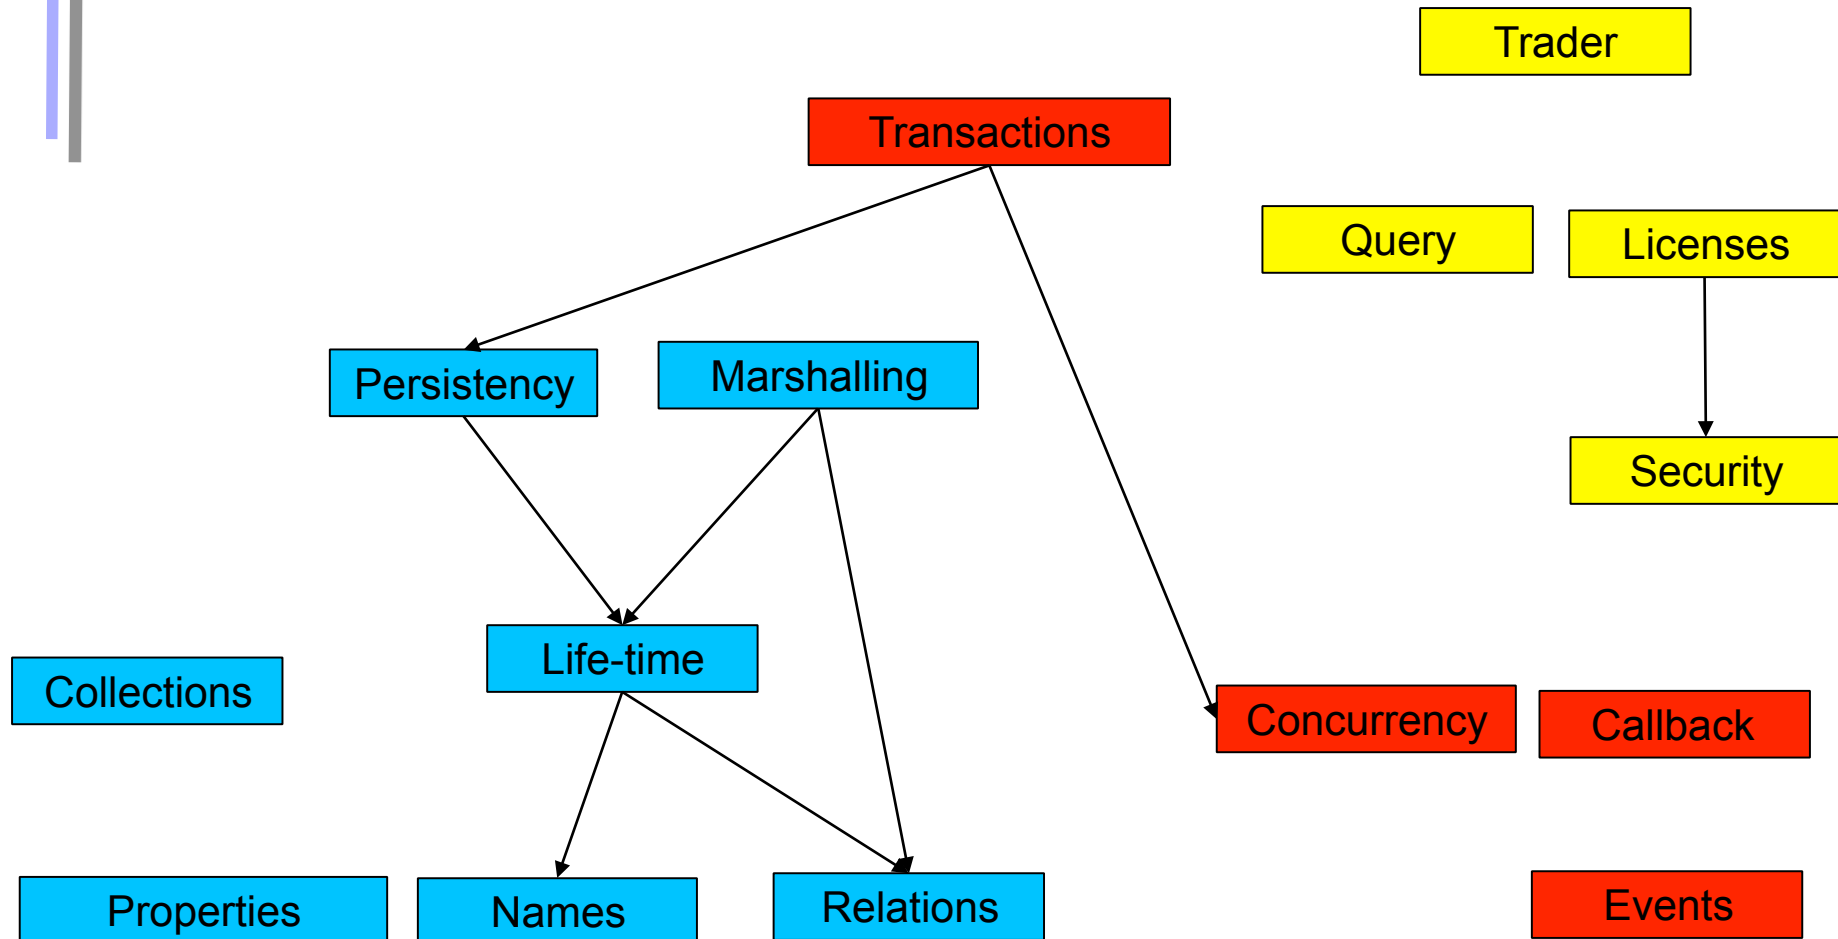 Trader
Transactions
Query
Licenses
Persistency
Marshalling
Security
Life-time
Collections
Concurrency
Callback
Properties
Names
Relations
Events